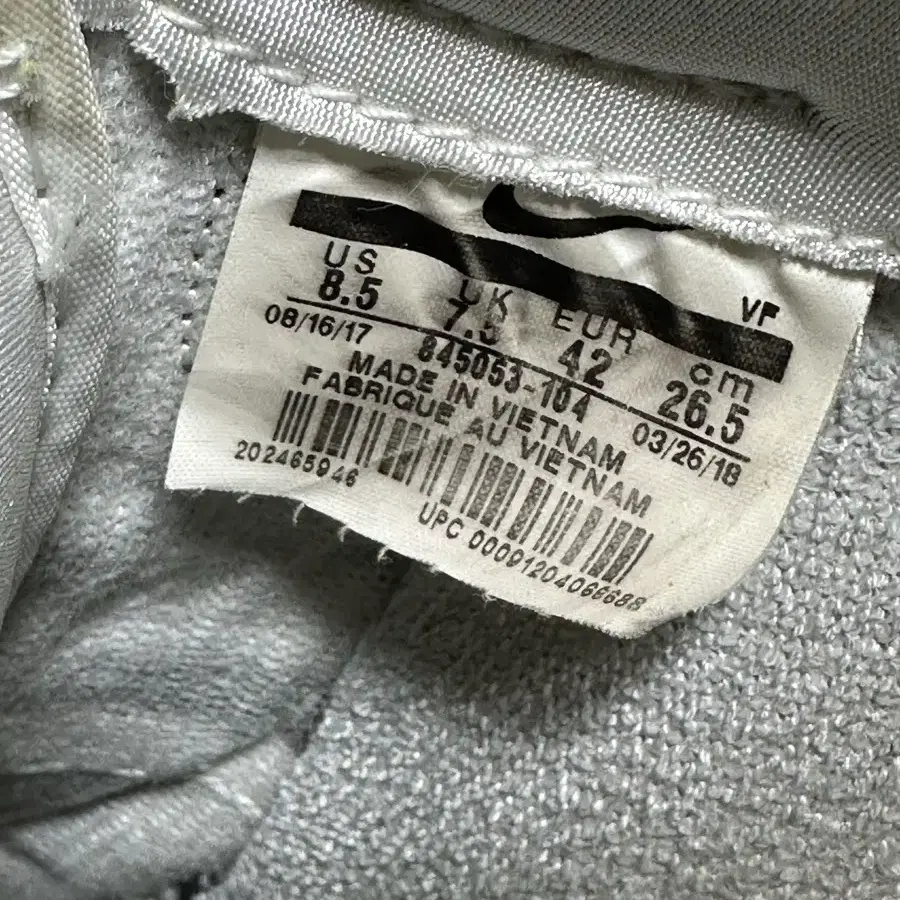 VF
US UK EUR cm
8.5 7.5 42 26.5
08/16/17 845053-104 03/26/18
MADE IN VIETNAM
FABRIQUE AU VIETNAM
202465946
UPC 00091204066688